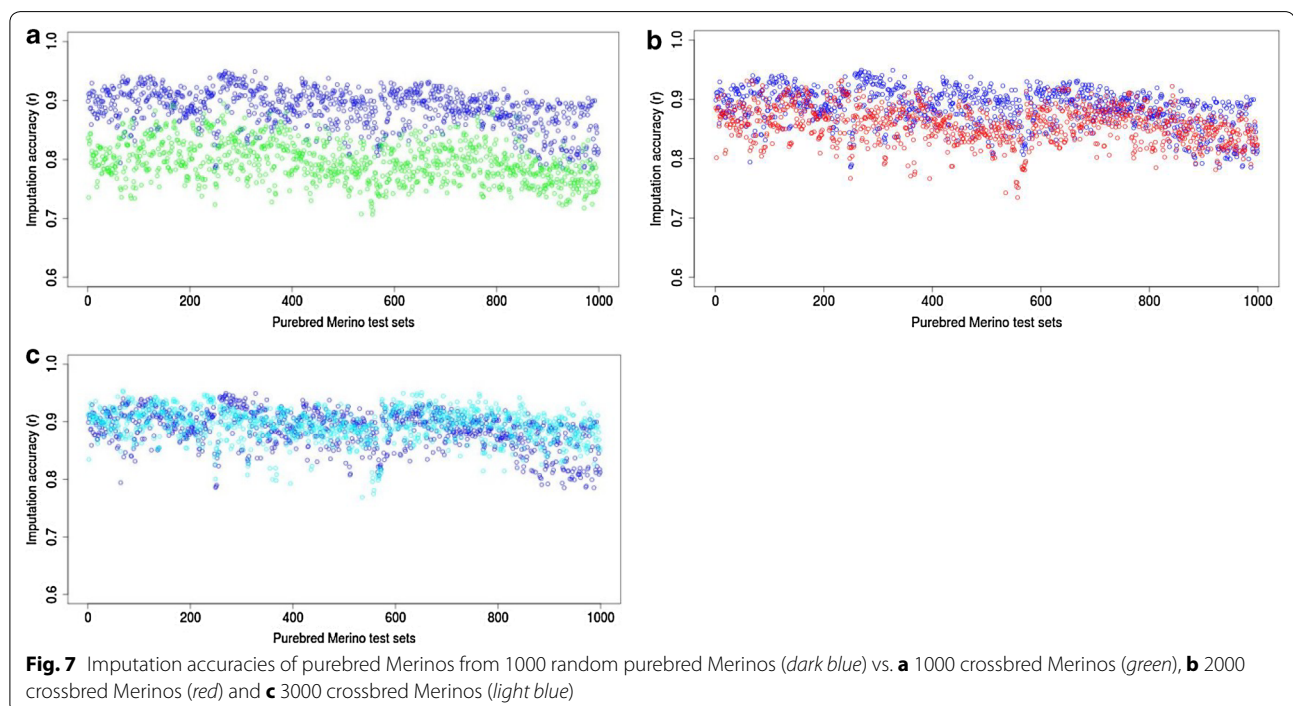 a
1.0
0.9
0.8
0.7
0.6
Imputation accuracy (r)
0 200 400 600 800 1000
Purebred Merino test sets
b
1.0
0.9
0.8
0.7
0.6
Imputation accuracy (r)
0 200 400 600 800 1000
Purebred Merino test sets
c
1.0
0.9
0.8
0.7
0.6
Imputation accuracy (r)
0 200 400 600 800 1000
Purebred Merino test sets
Fig. 7 Imputation accuracies of purebred Merinos from 1000 random purebred Merinos (dark blue) vs. a 1000 crossbred Merinos (green), b 2000
crossbred Merinos (red) and c 3000 crossbred Merinos (light blue)